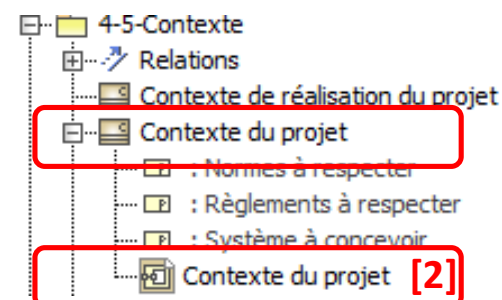 4-5-Contexte
Relations
Contexte de réalisation du projet
Contexte du projet
: Normes à respecter
: Règlements à respecter
: Système à concevoir
Contexte du projet [2]